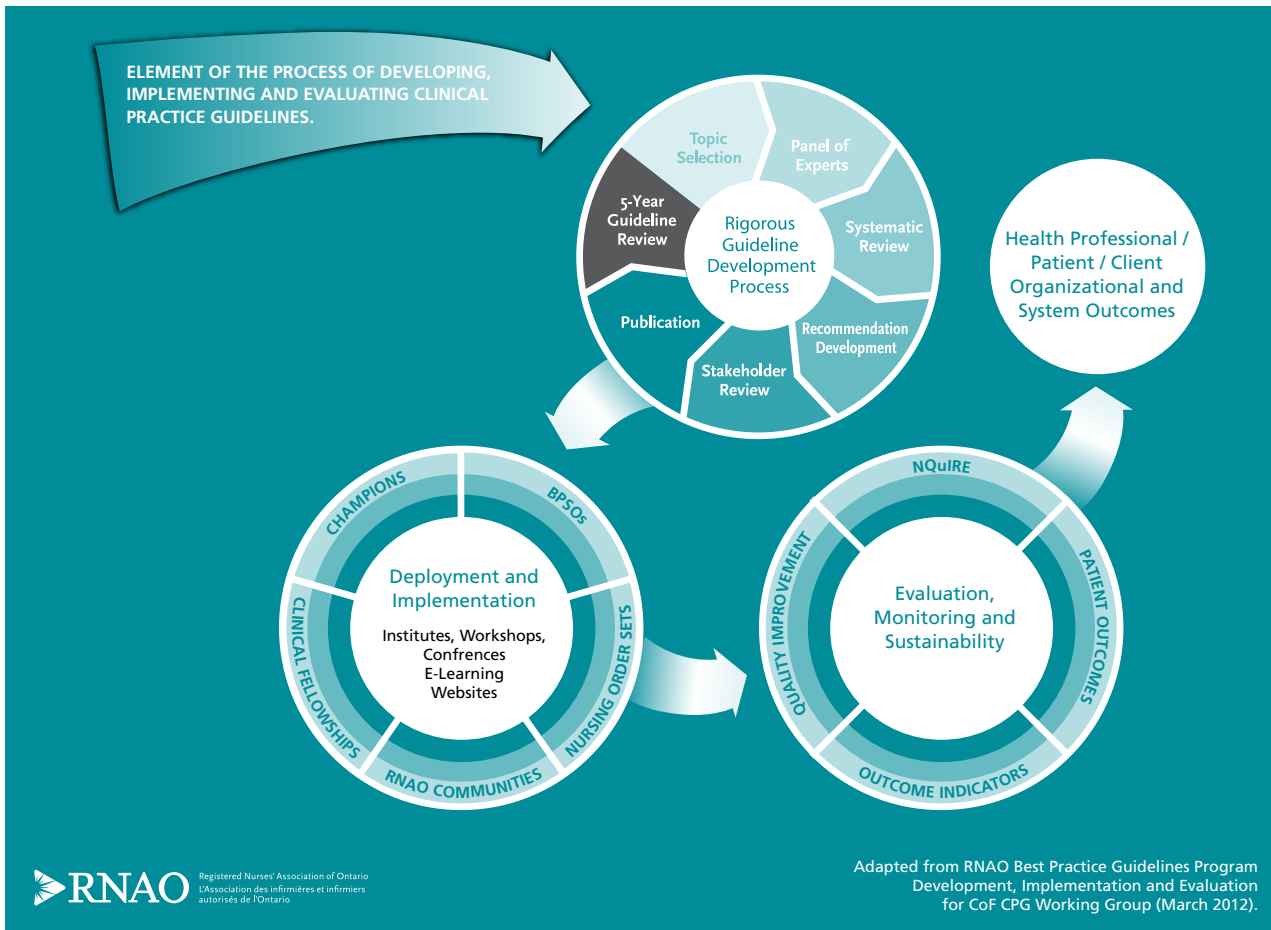 ELEMENT OF THE PROCESS OF DEVELOPING,
IMPLEMENTING AND EVALUATING CLINICAL
PRACTICE GUIDELINES.
Topic
Selection
Panel of
Experts
Systematic
Review
Recommendation
Development
Stakeholder
Review
Publication
5-Year
Guideline
Review
Rigorous
Guideline
Development
Process
Health Professional /
Patient / Client
Organizational and
System Outcomes
CHAMPIONS
BPSOs
NURSING ORDER SETS
RNAO COMMUNITIES
CLINICAL FELLOWSHIPS
Deployment and
Implementation
Institutes, Workshops,
Confrences
E-Learning
Websites
NQuIRE
PATIENT OUTCOMES
OUTCOME INDICATORS
QUALITY IMPROVEMENT
Evaluation,
Monitoring and
Sustainability
RNAO
Registered Nurses' Association of Ontario
L'Association des infirmières et infirmiers
autorisés de l'Ontario
Adapted from RNAO Best Practice Guidelines Program
Development, Implementation and Evaluation
for CoF CPG Working Group (March 2012).